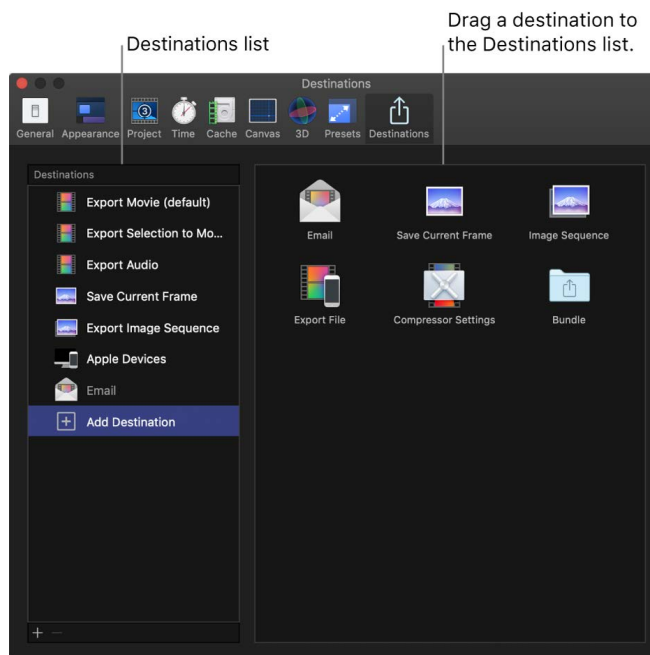 Drag a destination to
Destinations list
the Destinations list.
Destinations
3
General Appearance Project Time Cache Canvas 3D Presets Destinations
Destinations
Export Movie (default)
Export Selection to Mo...
Export Audio
Save Current Frame
Export Image Sequence
Apple Devices
Email
Add Destination
Email Save Current Frame Image Sequence
Export File Compressor Settings Bundle